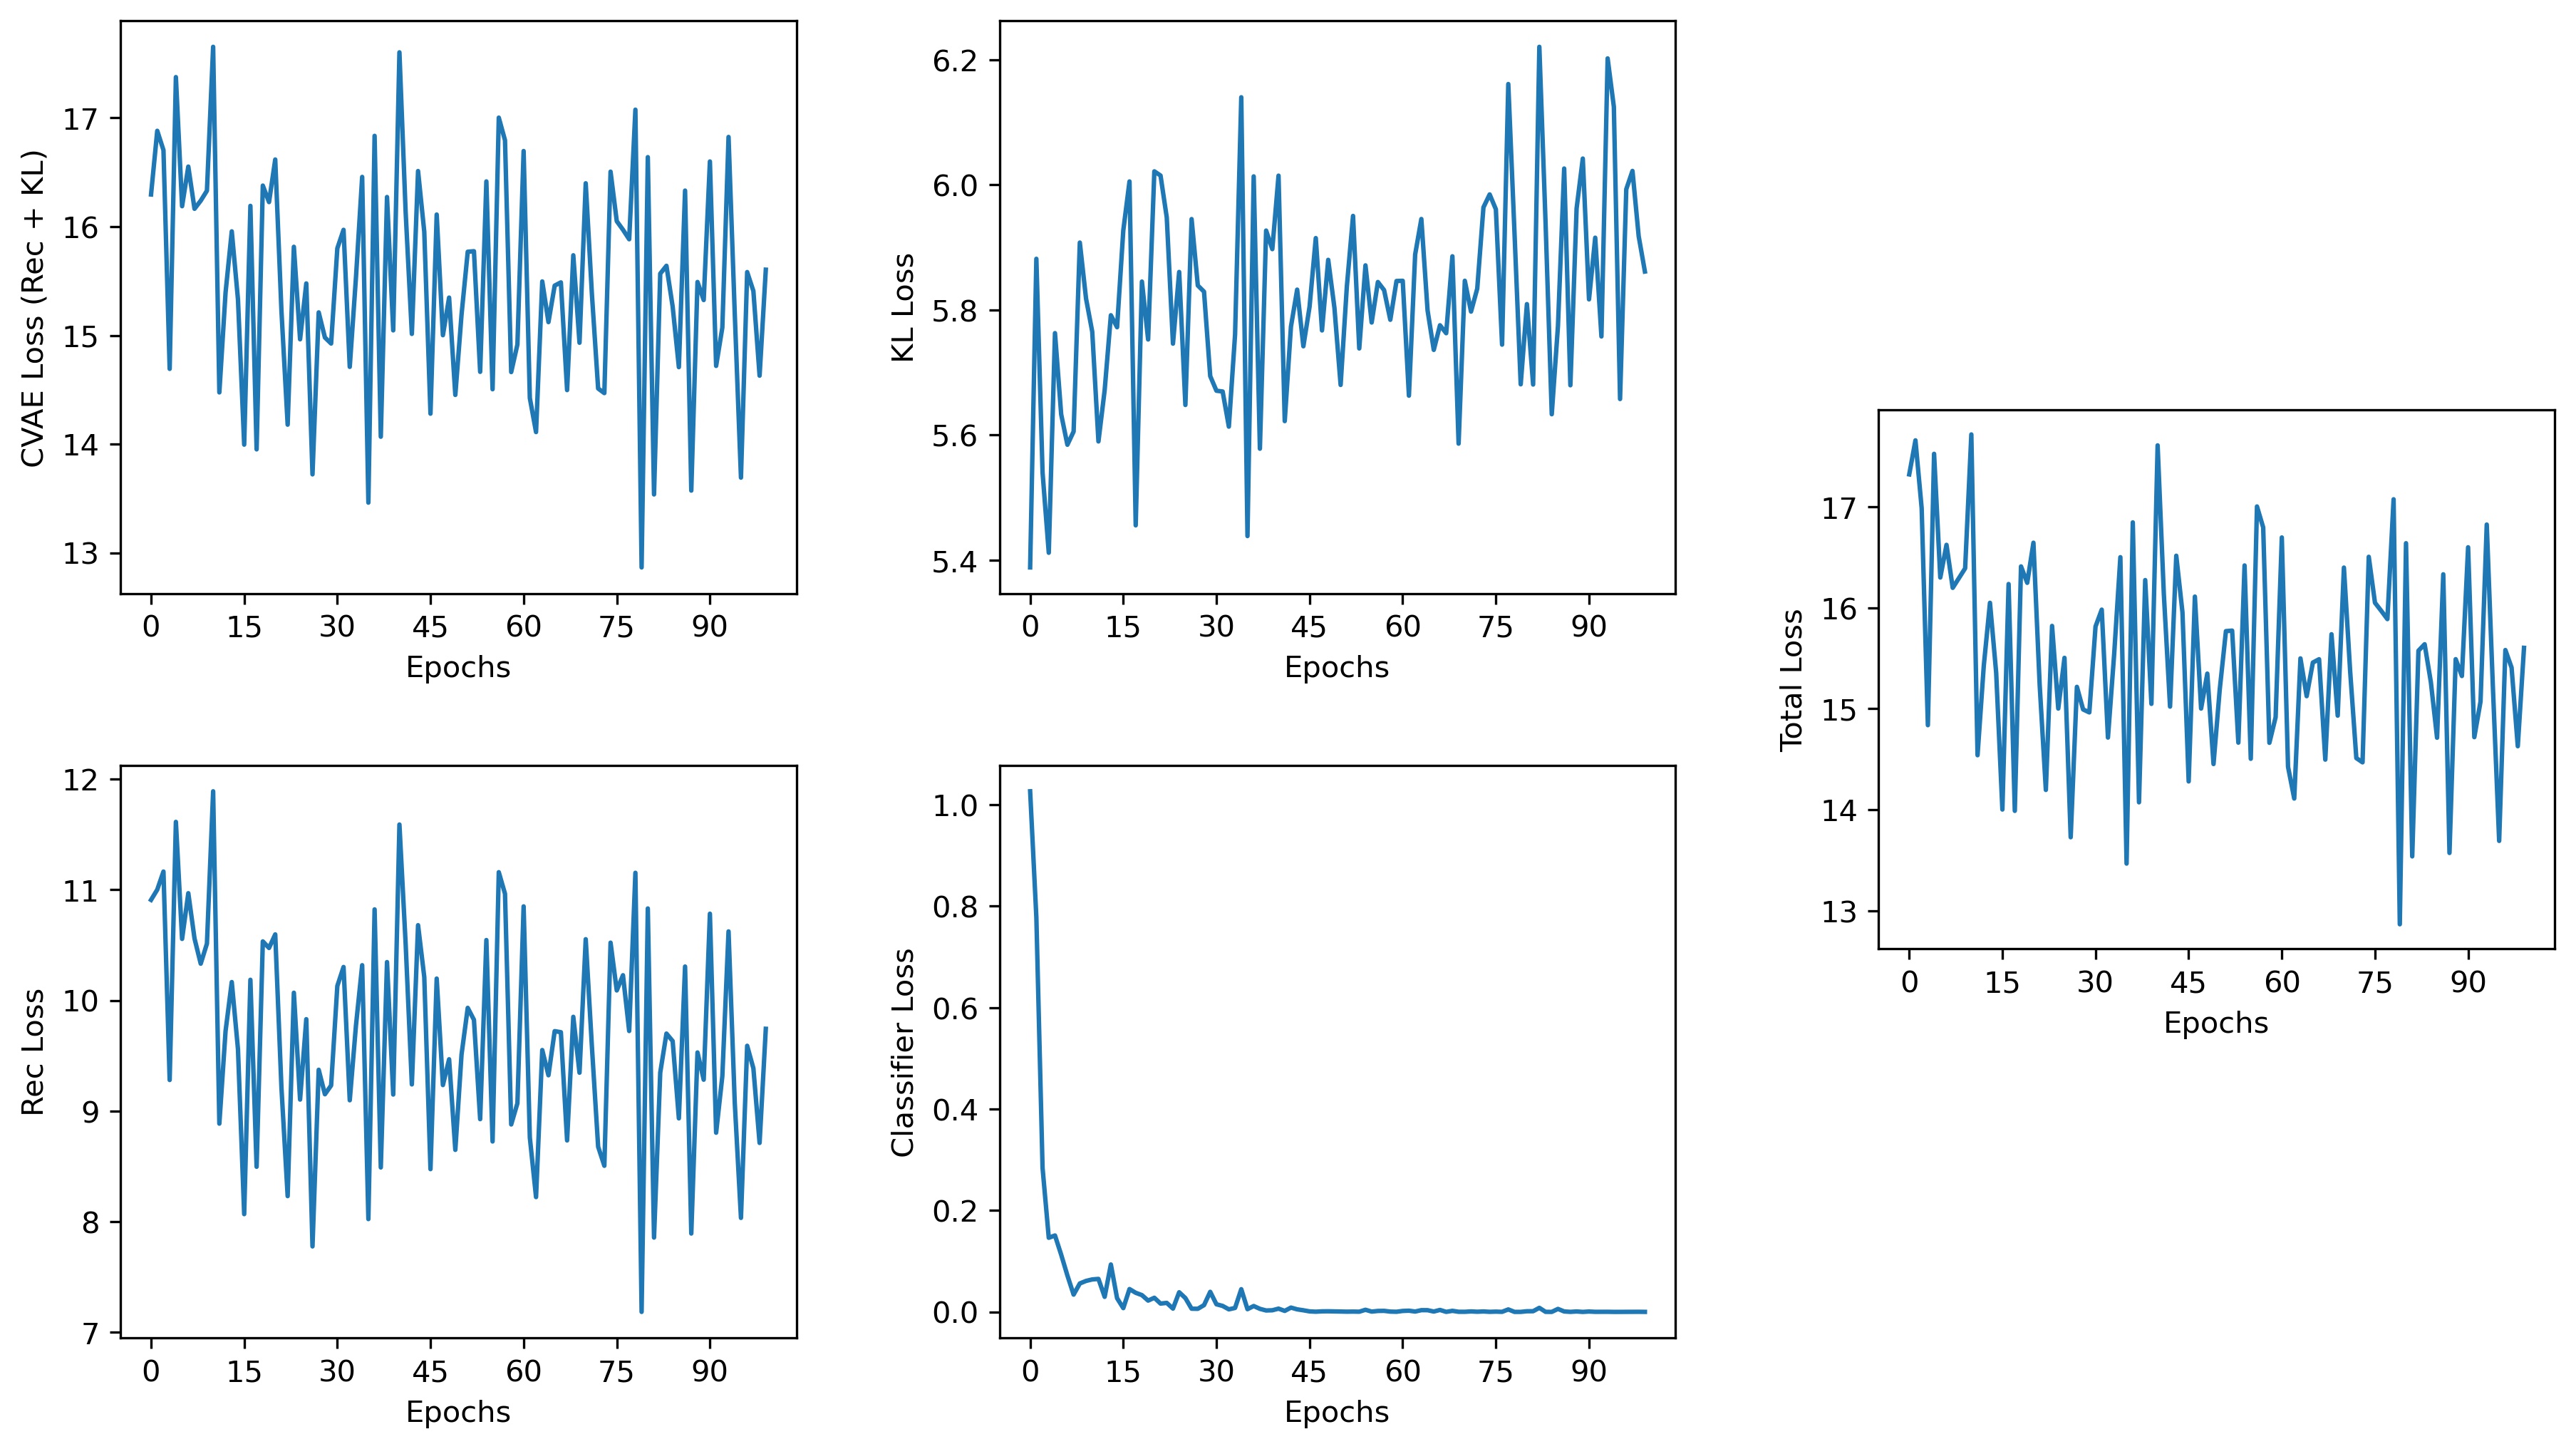 CVAE Loss (Rec + KL)
17
16
15
14
13
0 15 30 45 60 75 90
Epochs
KL Loss
6.2
6.0
5.8
5.6
5.4
0 15 30 45 60 75 90
Epochs
Rec Loss
12
11
10
9
8
7
0 15 30 45 60 75 90
Epochs
Classifier Loss
1.0
0.8
0.6
0.4
0.2
0.0
0 15 30 45 60 75 90
Epochs
Total Loss
17
16
15
14
13
0 15 30 45 60 75 90
Epochs